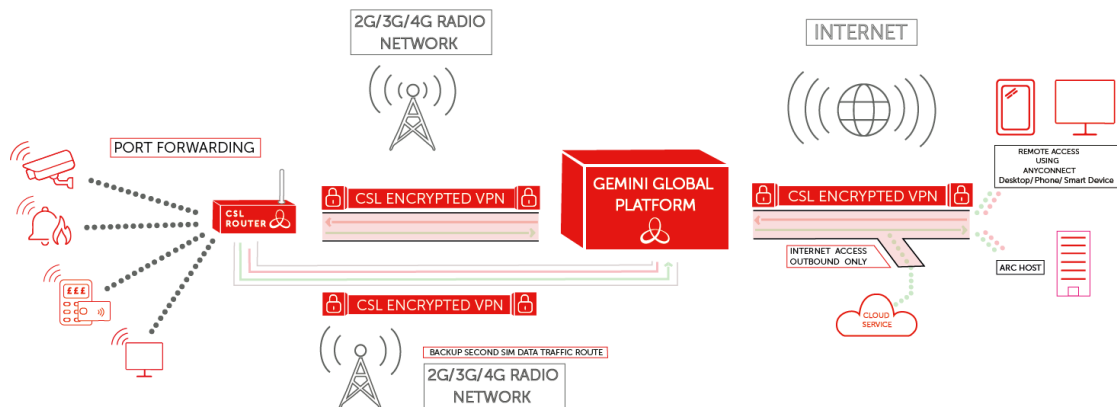 2G/3G/4G RADIO
NETWORK
INTERNET
PORT FORWARDING
CSL
ROUTER
CSL ENCRYPTED VPN
GEMINI GLOBAL
PLATFORM
CSL ENCRYPTED VPN
REMOTE ACCESS
USING
ANYCONNECT
Desktop/Phone/Smart Device
INTERNET ACCESS
OUTBOUND ONLY
ARC HOST
£££
CSL ENCRYPTED VPN
CLOUD
SERVICE
BACKUP SECOND SIM DATA TRAFFIC ROUTE
2G/3G/4G RADIO
NETWORK